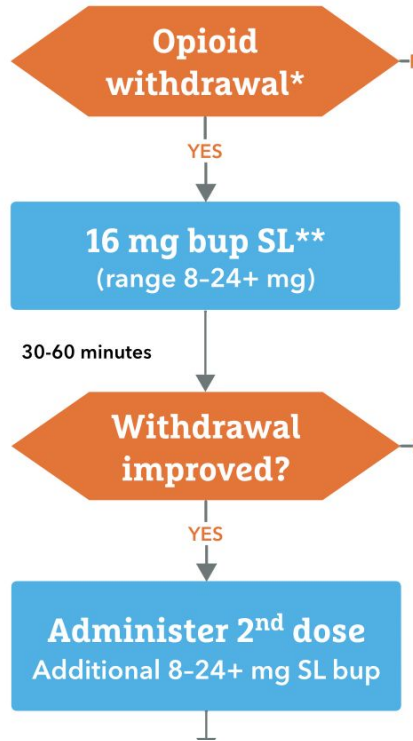 Opioid
withdrawal*
YES
16 mg bup SL**
(range 8–24+ mg)
30-60 minutes
Withdrawal
improved?
YES
Administer 2nd dose
Additional 8–24+ mg SL bup